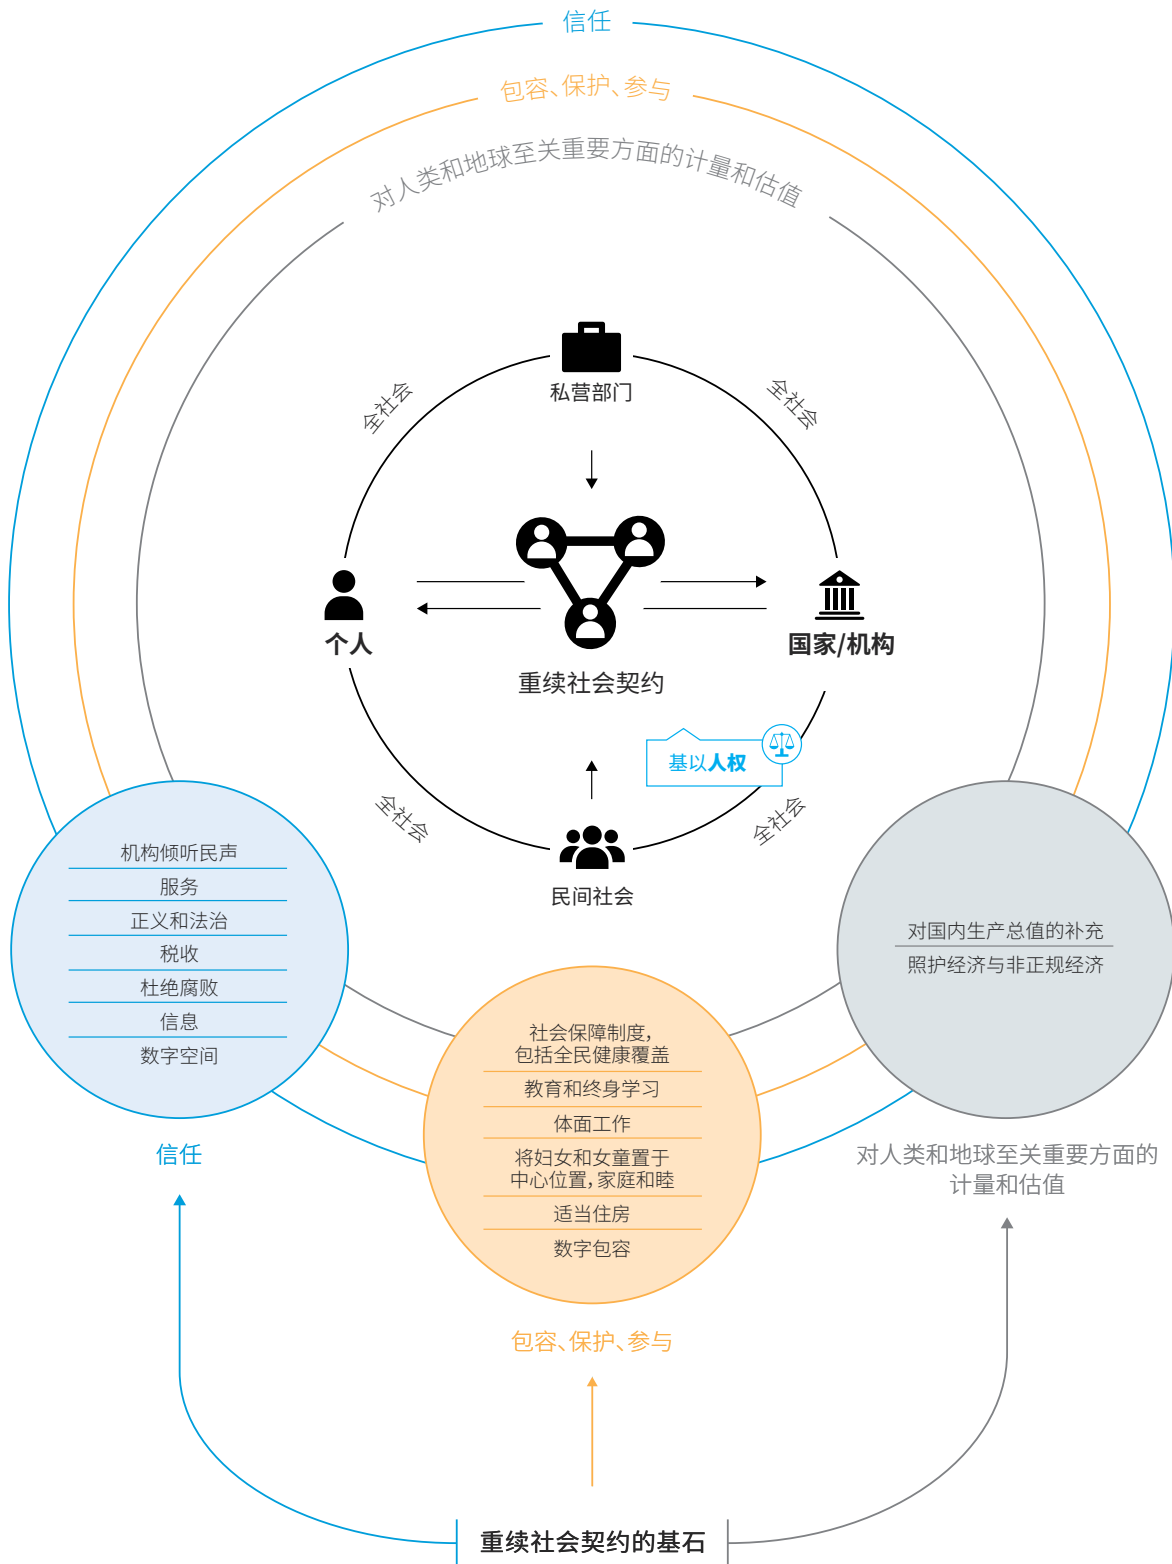 信任
包容、保护、参与
对人类和地球至关重要方面的计量和估值
私营部门
全社会
全社会
个人
国家/机构
重续社会契约
基以人权
全社会
全社会
民间社会
机构倾听民声
服务
正义和法治
税收
杜绝腐败
信息
数字空间
信任
社会保障制度，
包括全民健康覆盖
教育和终身学习
体面工作
将妇女和女童置于
中心位置，家庭和睦
适当住房
数字包容
包容、保护、参与
对国内生产总值的补充
照护经济与非正规经济
对人类和地球至关重要方面的
计量和估值
重续社会契约的基石